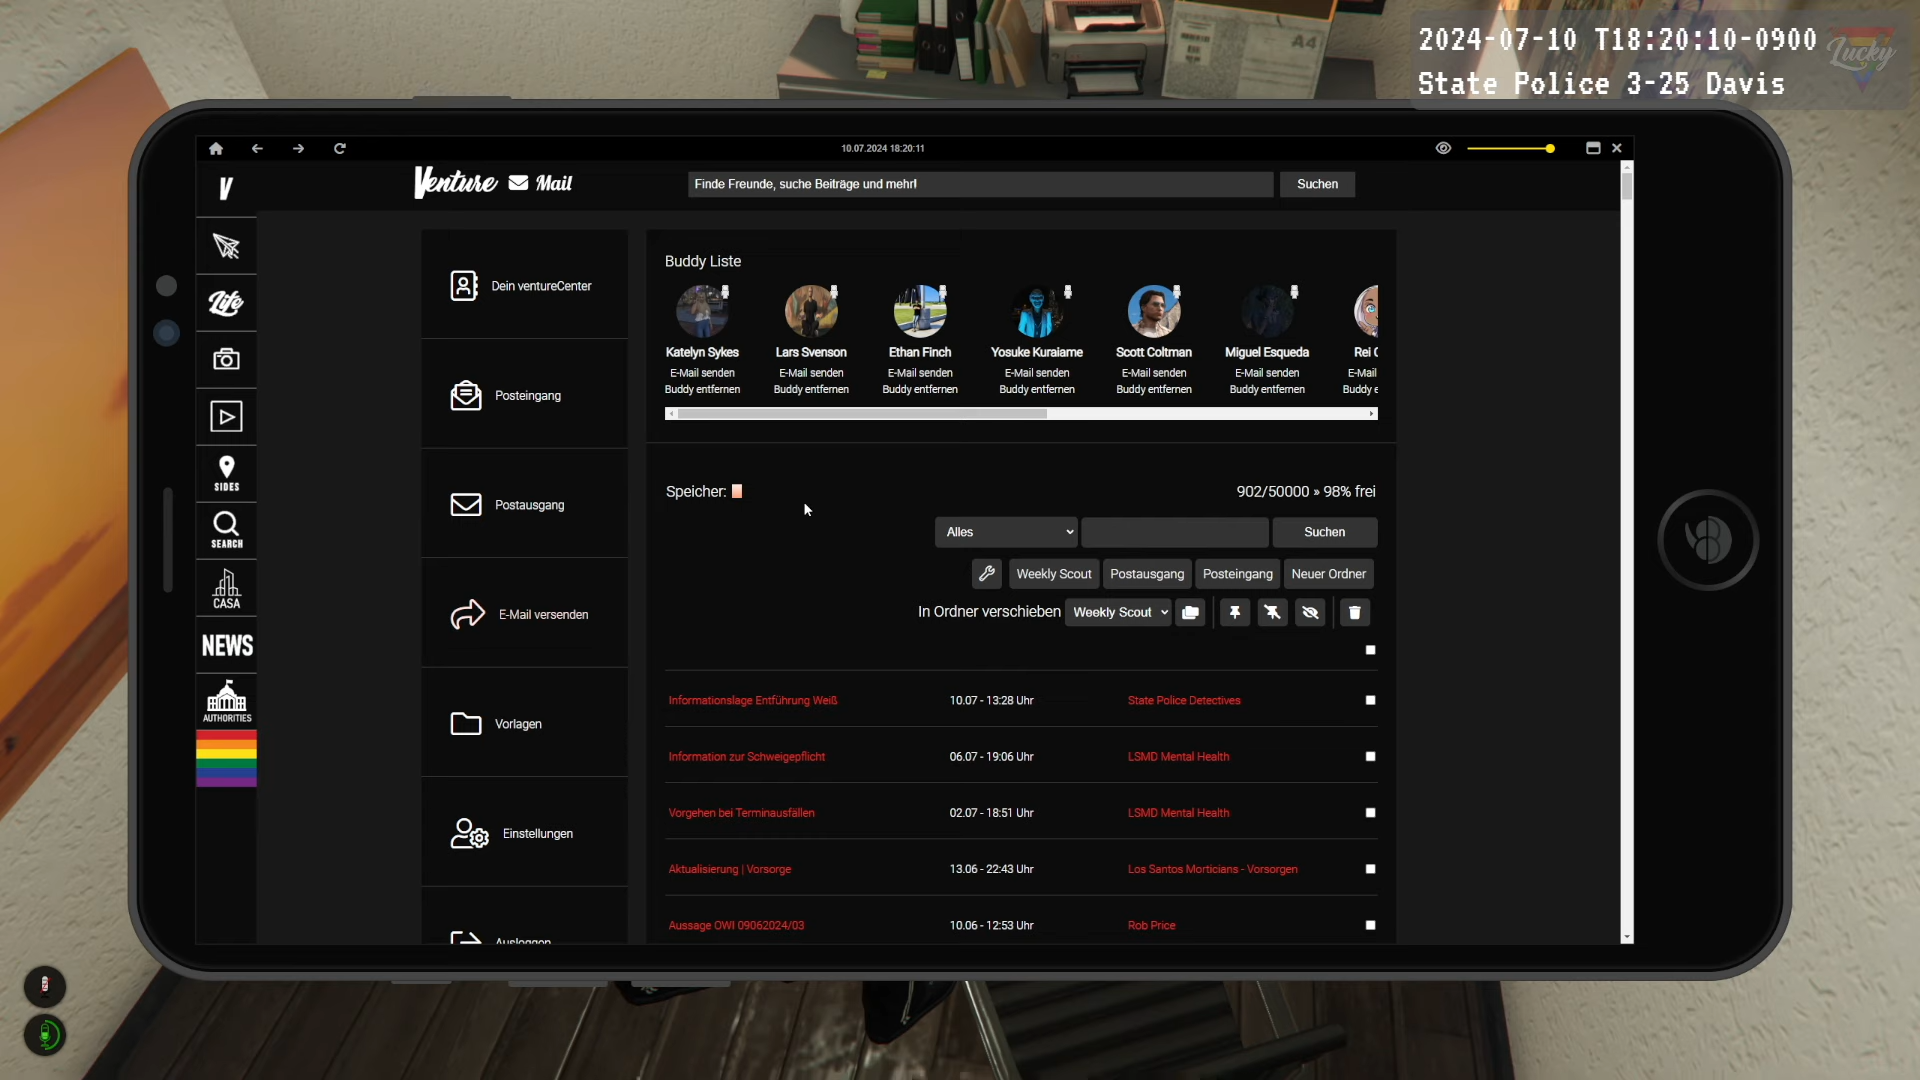 2024-07-10 T18:20:10-0900
Lucky
State Police 3-25 Davis
A4
10.07.2024 18:20:11
V
Venture Mail
Finde Freunde, suche Beiträge und mehr!
Suchen
Life
SIDES
SEARCH
CASA
NEWS
AUTHORITIES
Dein ventureCenter
Posteingang
Postausgang
E-Mail versenden
Vorlagen
Einstellungen
Ausloggen
Buddy Liste
Katelyn Sykes
E-Mail senden
Buddy entfernen
Lars Svenson
E-Mail senden
Buddy entfernen
Ethan Finch
E-Mail senden
Buddy entfernen
Yosuke Kuraiame
E-Mail senden
Buddy entfernen
Scott Coltman
E-Mail senden
Buddy entfernen
Miguel Esqueda
E-Mail senden
Buddy entfernen
Rei
E-Mail
Buddy e
Speicher:
902/50000 » 98% frei
Alles
Suchen
Weekly Scout
Postausgang
Posteingang
Neuer Ordner
In Ordner verschieben
Weekly Scout
Informationslage Entführung Weiß 10.07 - 13:28 Uhr State Police Detectives
Information zur Schweigepflicht 06.07 - 19:06 Uhr LSMD Mental Health
Vorgehen bei Terminausfällen 02.07 - 18:51 Uhr LSMD Mental Health
Aktualisierung | Vorsorge 13.06 - 22:43 Uhr Los Santos Morticians - Vorsorgen
Aussage OWI 09062024/03 10.06 - 12:53 Uhr Rob Price